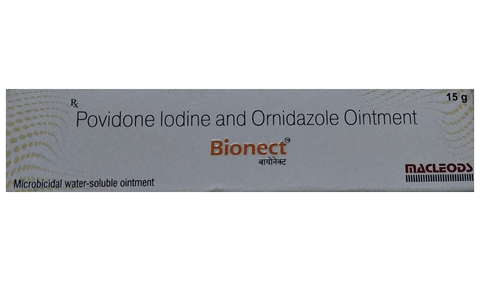 15 g
Rx
Povidone Iodine and Ornidazole Ointment
Bionect
बायोनेक्ट
MACLEODS
Microbicidal water-soluble ointment